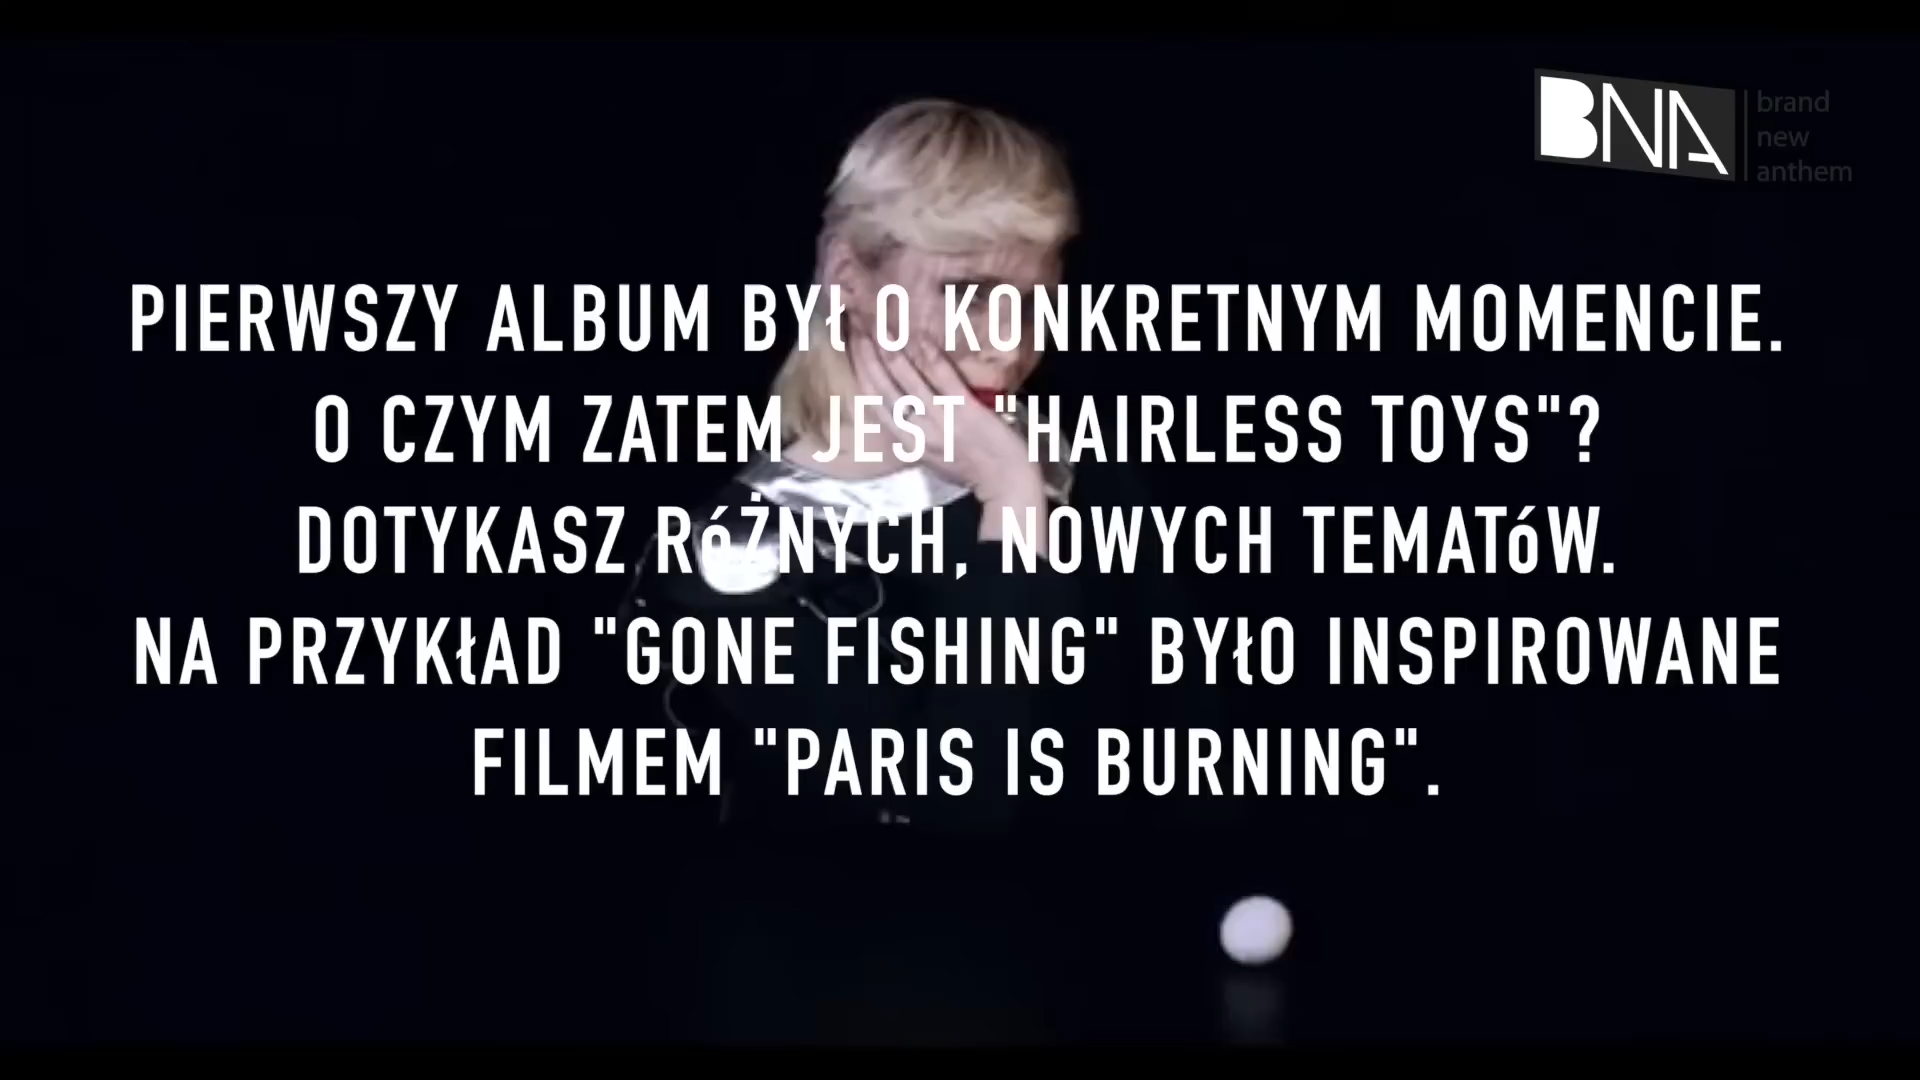 BNA
brand
new
anthem
PIERWSZY ALBUM BYł O KONKRETNYM MOMENCIE.
O CZYM ZATEM JEST "HAIRLESS TOYS"?
DOTYKASZ RóŻNYCH, NOWYCH TEMATóW.
NA PRZYKłAD "GONE FISHING" BYłO INSPIROWANE
FILMEM "PARIS IS BURNING".